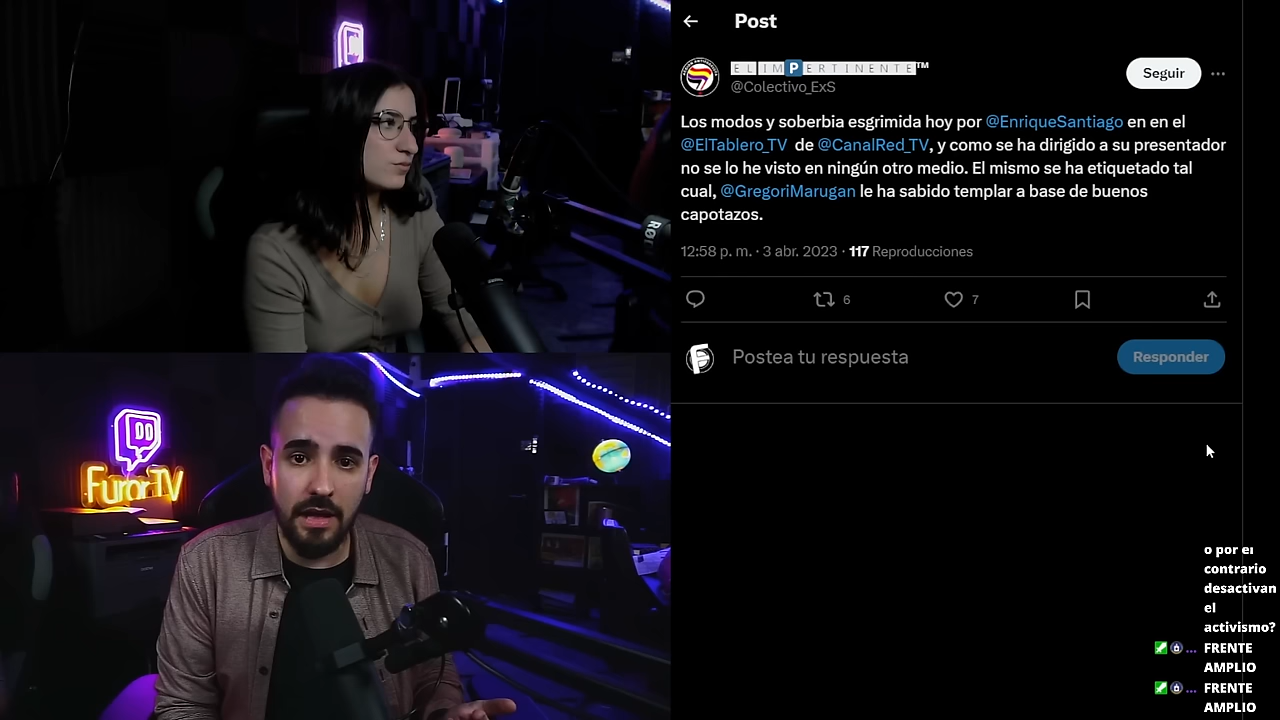 Post
EL IMPERTINENTE™
@Colectivo_ExS
Seguir
Los modos y soberbia esgrimida hoy por @EnriqueSantiago en en el
@ElTablero_TV de @CanalRed_TV, y como se ha dirigido a su presentador
no se lo he visto en ningún otro medio. El mismo se ha etiquetado tal
cual, @GregoriMarugan le ha sabido templar a base de buenos
capotazos.
12:58 p. m. · 3 abr. 2023 · 117 Reproducciones
6
7
Postea tu respuesta
Responder
FurorTV
o por el
contrario
desactivan
el
activismo?
... FRENTE
AMPLIO
... FRENTE
AMPLIO